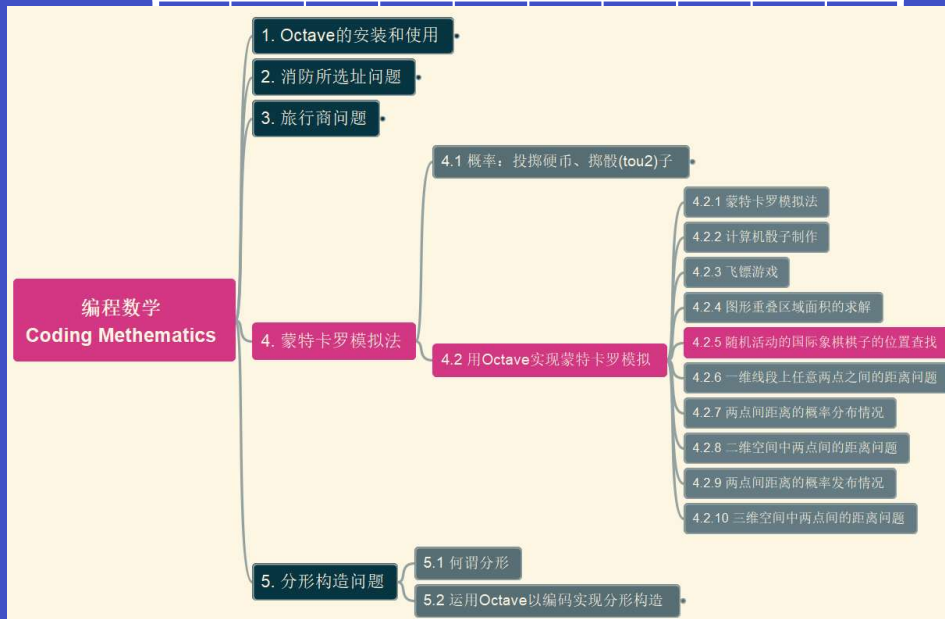 1. Octave的安装和使用
2. 消防所选址问题
3. 旅行商问题
编程数学
Coding Methematics
4. 蒙特卡罗模拟法
4.1 概率：投掷硬币、掷骰(tou2)子
4.2 用Octave实现蒙特卡罗模拟
4.2.1 蒙特卡罗模拟法
4.2.2 计算机骰子制作
4.2.3 飞镖游戏
4.2.4 图形重叠区域面积的求解
4.2.5 随机活动的国际象棋棋子的位置查找
4.2.6 一维线段上任意两点之间的距离问题
4.2.7 两点间距离的概率分布情况
4.2.8 二维空间中两点间的距离问题
4.2.9 两点间距离的概率发布情况
4.2.10 三维空间中两点间的距离问题
5. 分形构造问题
5.1 何谓分形
5.2 运用Octave以编码实现分形构造